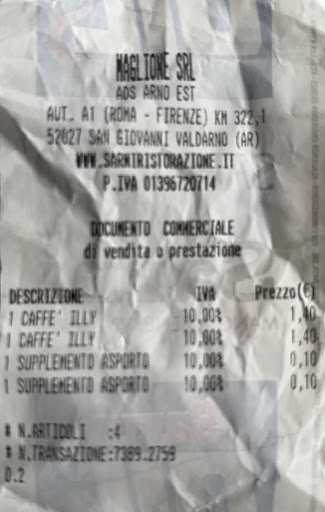 MAGLIONE SRL
ADS ARNO EST
AUT. A1 (ROMA - FIRENZE) KM 322,1
52027 SAN GIOVANNI VALDARNO (AR)
WWW.SARNIRISTORAZIONE.IT
P.IVA 01396720714
DOCUMENTO COMMERCIALE
di vendita o prestazione
DESCRIZIONE IVA Prezzo(€)
1 CAFFE' ILLY 10,00% 1,40
1 CAFFE' ILLY 10,00% 1,40
1 SUPPLEMENTO ASPORTO 10,00% 0,10
1 SUPPLEMENTO ASPORTO 10,00% 0,10
# N.ARTICOLI :4
# N.TRANSAZIONE:7389.2759
0.2